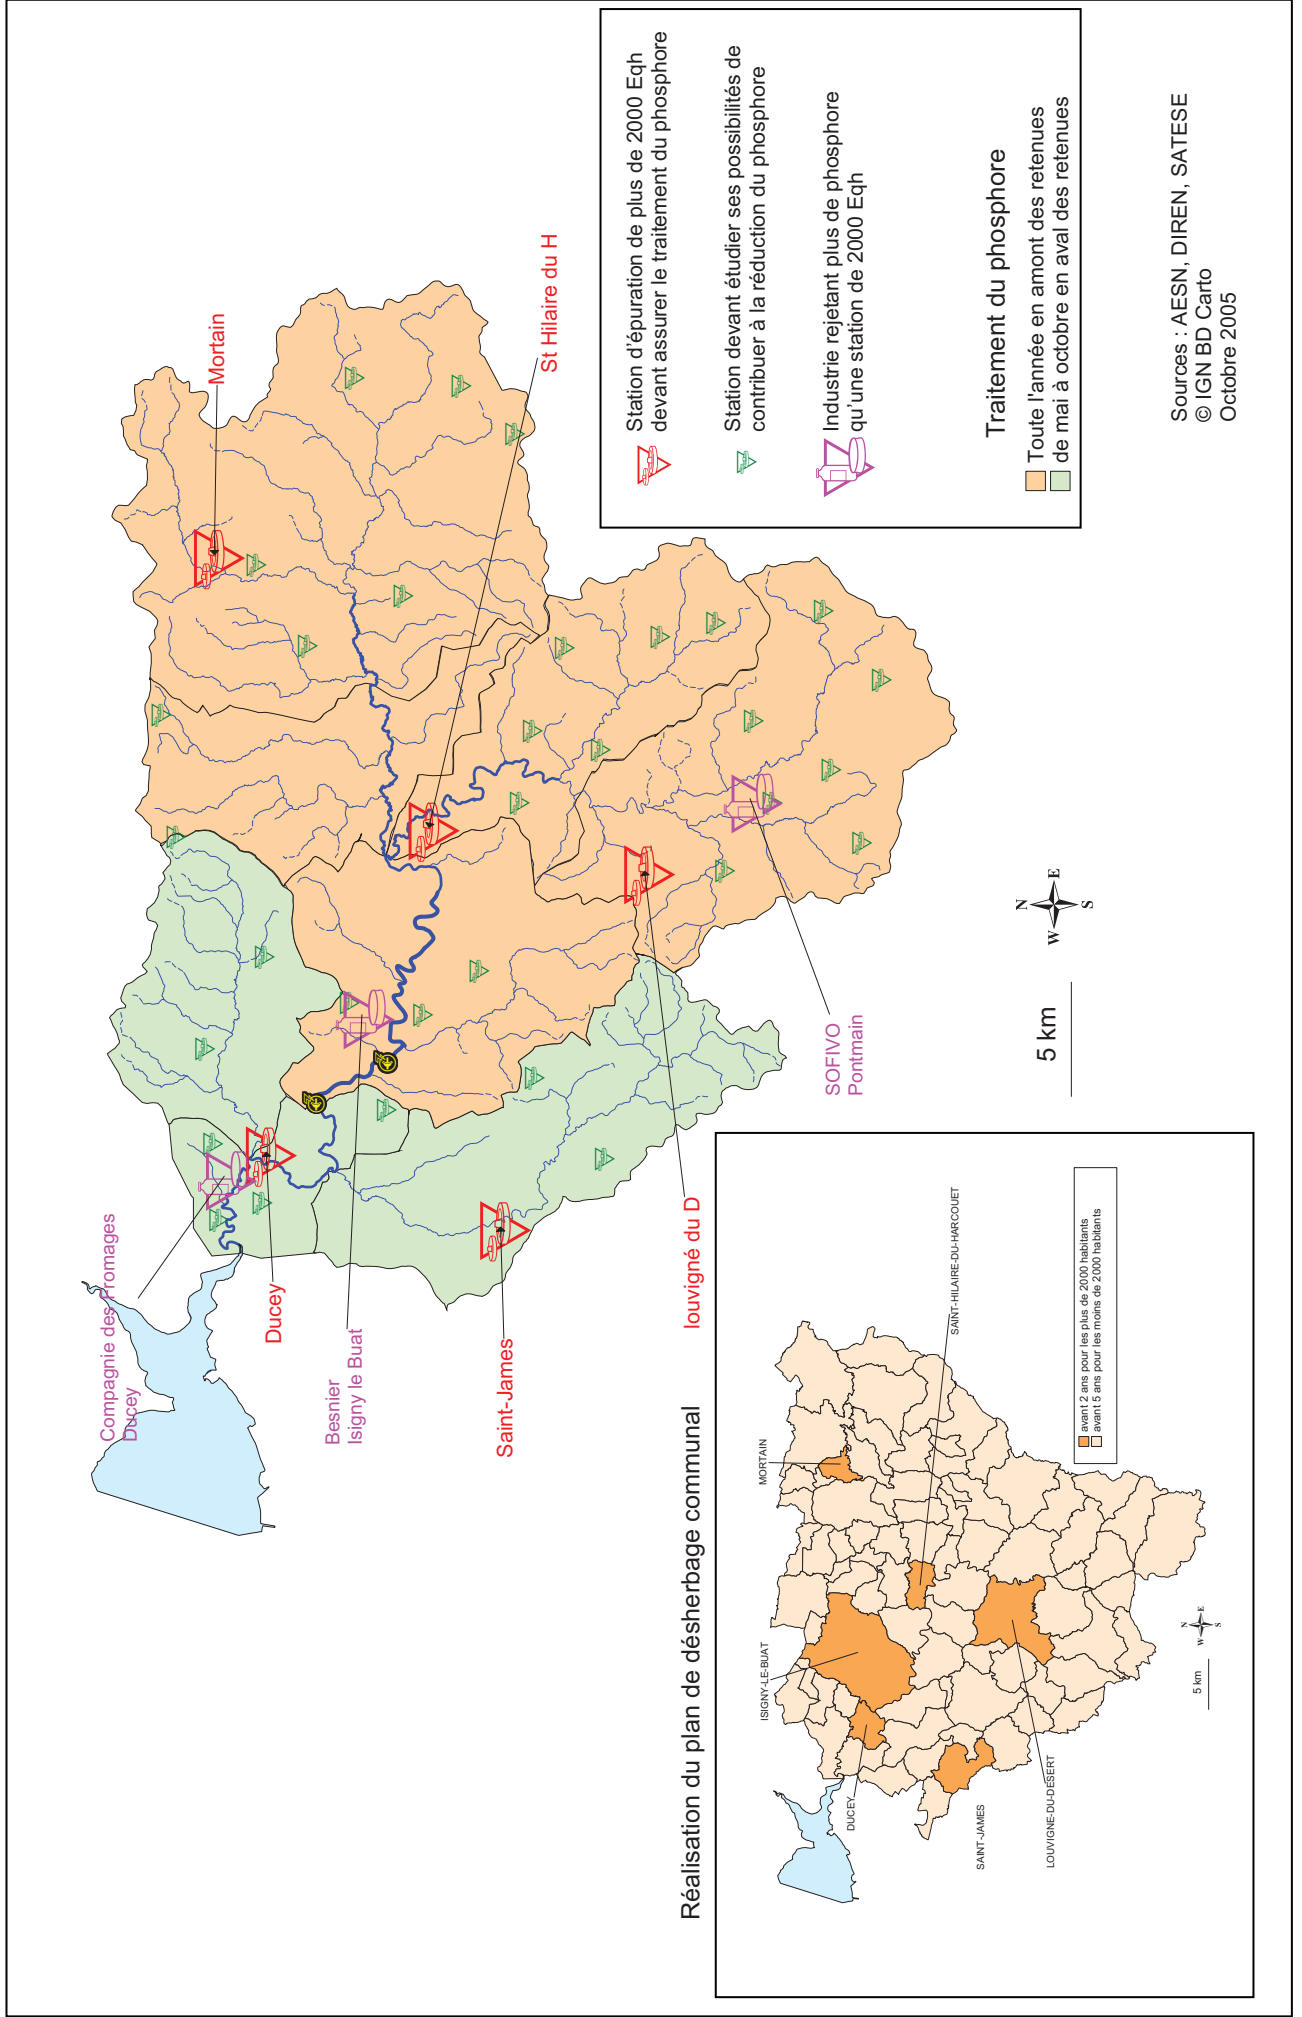 Compagnie des Fromages
Ducey
Ducey
Besnier
Isigny le Buat
Saint-James
louvigné du D
SOFIVO
Pontmain
Mortain
St Hilaire du H
Station d'épuration de plus de 2000 Eqh
devant assurer le traitement du phosphore
Station devant étudier ses possibilités de
contribuer à la réduction du phosphore
Industrie rejetant plus de phosphore
qu'une station de 2000 Eqh
Traitement du phosphore
Toute l'année en amont des retenues
de mai à octobre en aval des retenues
N
W
E
S
5 km
Sources : AESN, DIREN, SATESE
© IGN BD Carto
Octobre 2005
Réalisation du plan de désherbage communal
DUCEY
ISIGNY-LE-BUAT
MORTAIN
SAINT-HILAIRE-DU-HARCOUET
SAINT-JAMES
LOUVIGNE-DU-DESERT
avant 2 ans pour les plus de 2000 habitants
avant 5 ans pour les moins de 2000 habitants
N
W
E
S
5 km